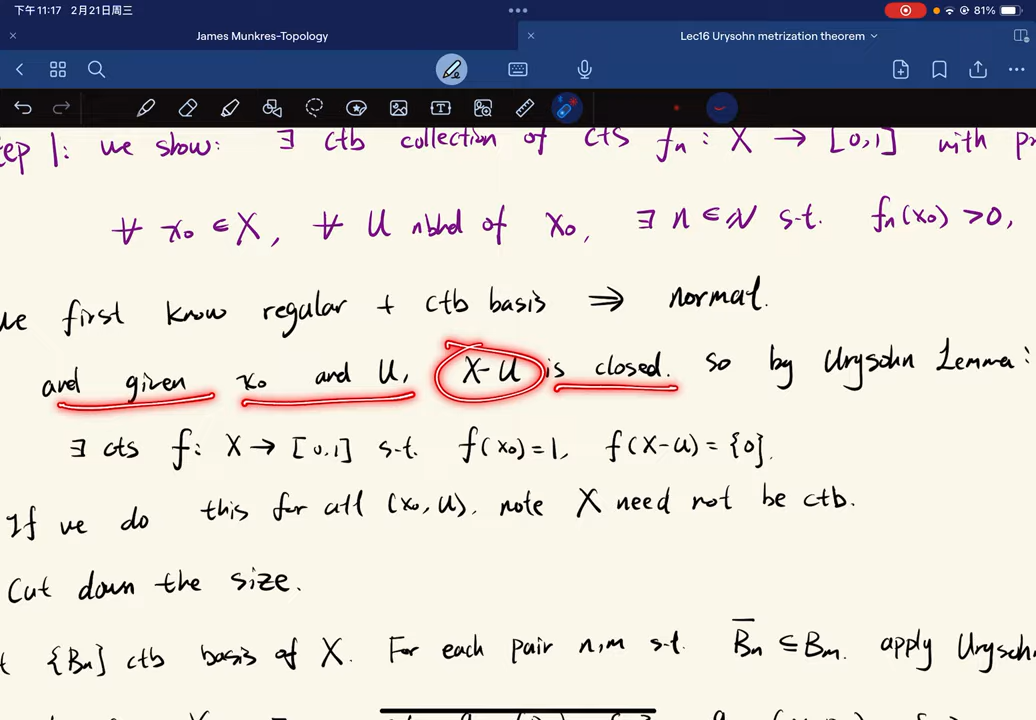 下午11:17 2月21日周三
81%
James Munkres-Topology
Lec16 Urysohn metrization theorem
ep 1: we show: ∃ ctb collection of cts fn : X → [0,1] with pr
∀ x0 ∈ X, ∀ U nbhd of x0, ∃ n ∈ N s.t. fn(x0) > 0,
we first know regular + ctb basis ⇒ normal.
and given x0 and U, X-U is closed. so by Urysohn Lemma:
∃ cts f: X → [0,1] s.t. f(x0)=1, f(X-U) = {0}.
If we do this for all (x0, U), note X need not be ctb.
Cut down the size.
t {Bn} ctb basis of X. For each pair n,m s.t. B̅n ⊆ Bm. apply Urysohn